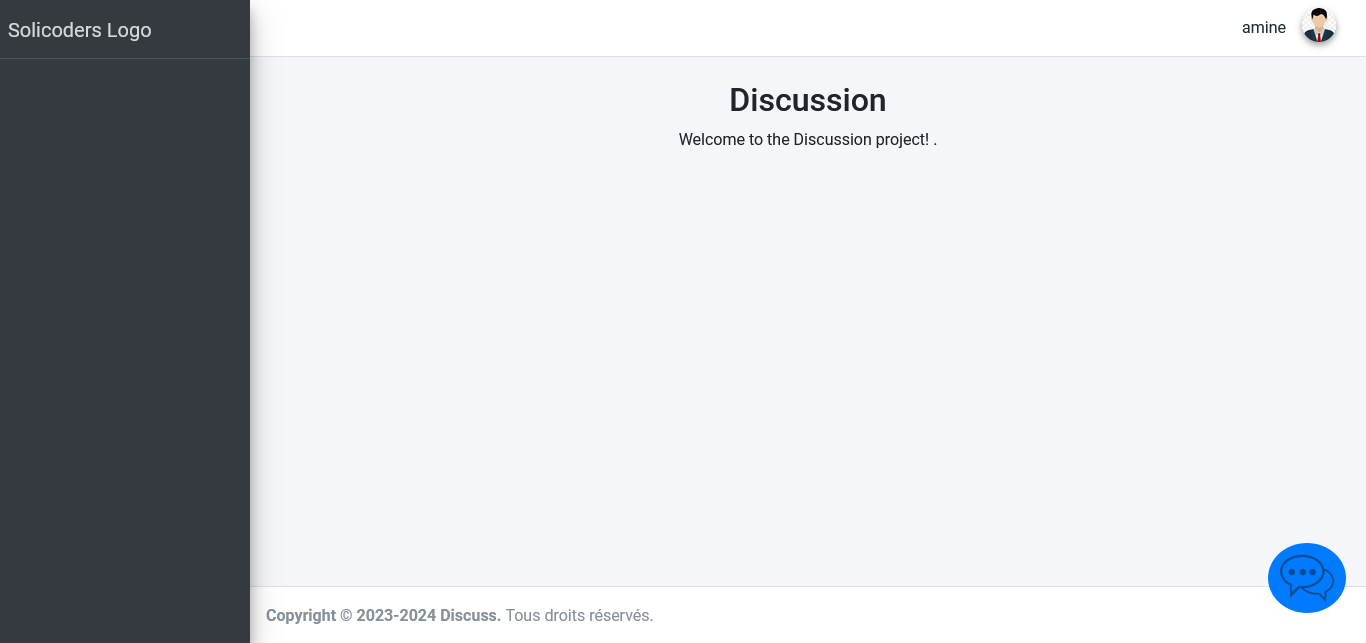 Solicoders Logo
amine
Discussion
Welcome to the Discussion project! .
Copyright © 2023-2024 Discuss. Tous droits réservés.